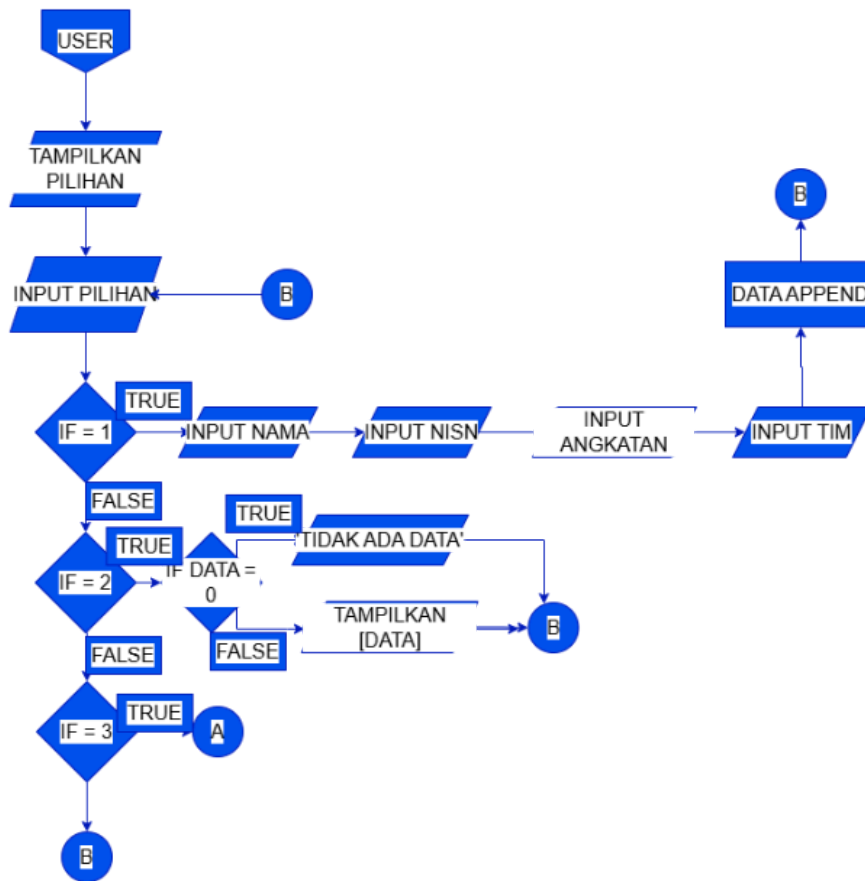 USER
TAMPILKAN
PILIHAN
B
INPUT PILIHAN
B
DATA APPEND
TRUE
IF = 1
INPUT NAMA
INPUT NISN
INPUT
ANGKATAN
INPUT TIM
FALSE
TRUE
TRUE
'TIDAK ADA DATA'
IF = 2
IF DATA =
0
TAMPILKAN
[DATA]
B
FALSE
FALSE
TRUE
IF = 3
A
B